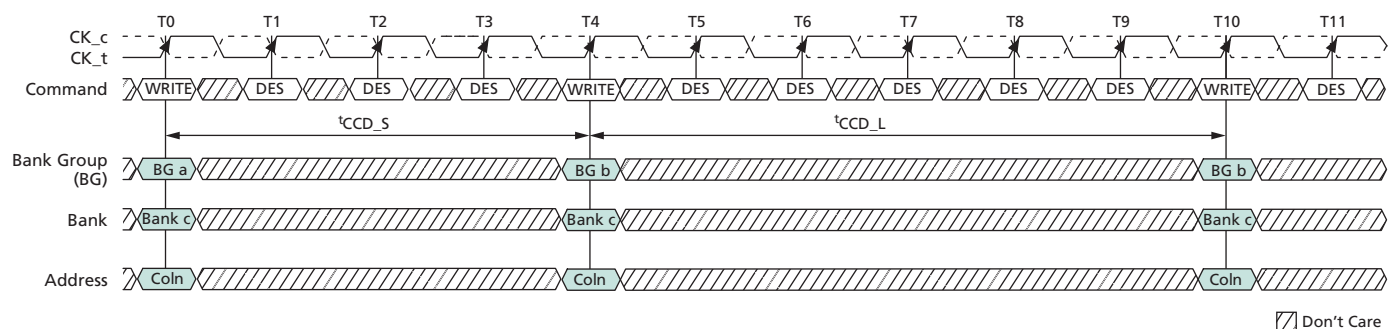 T0 T1 T2 T3 T4 T5 T6 T7 T8 T9 T10 T11
CK_c
CK_t
Command WRITE DES DES DES WRITE DES DES DES DES DES WRITE DES
tCCD_S tCCD_L
Bank Group
(BG)
BG a BG b BG b
Bank Bank c Bank c Bank c
Address Coln Coln Coln
Don't Care